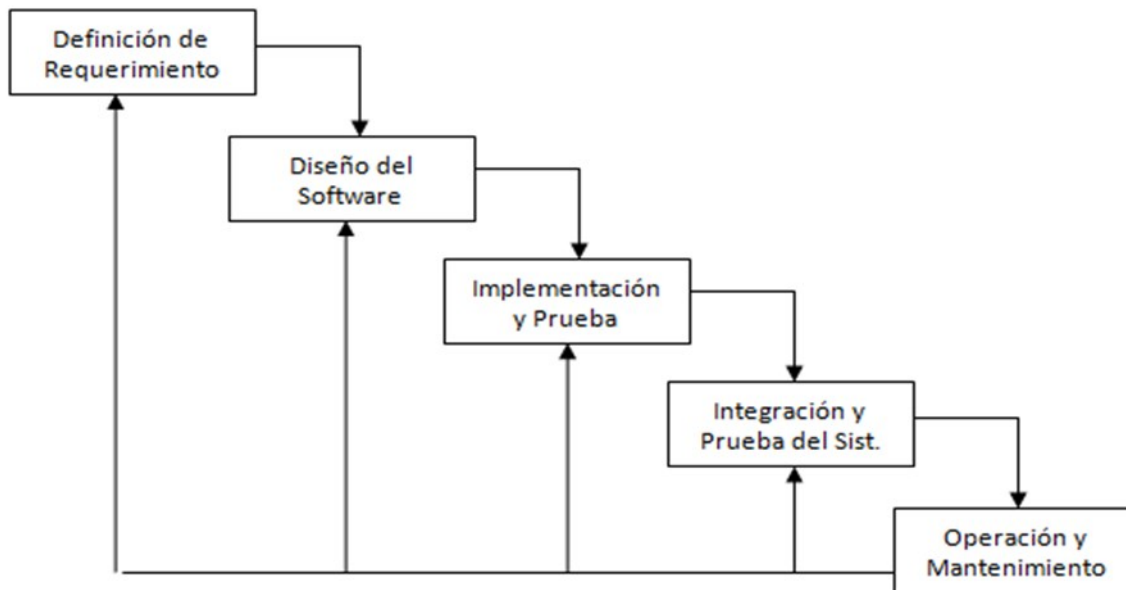 Definición de
Requerimiento
Diseño del
Software
Implementación
y Prueba
Integración y
Prueba del Sist.
Operación y
Mantenimiento